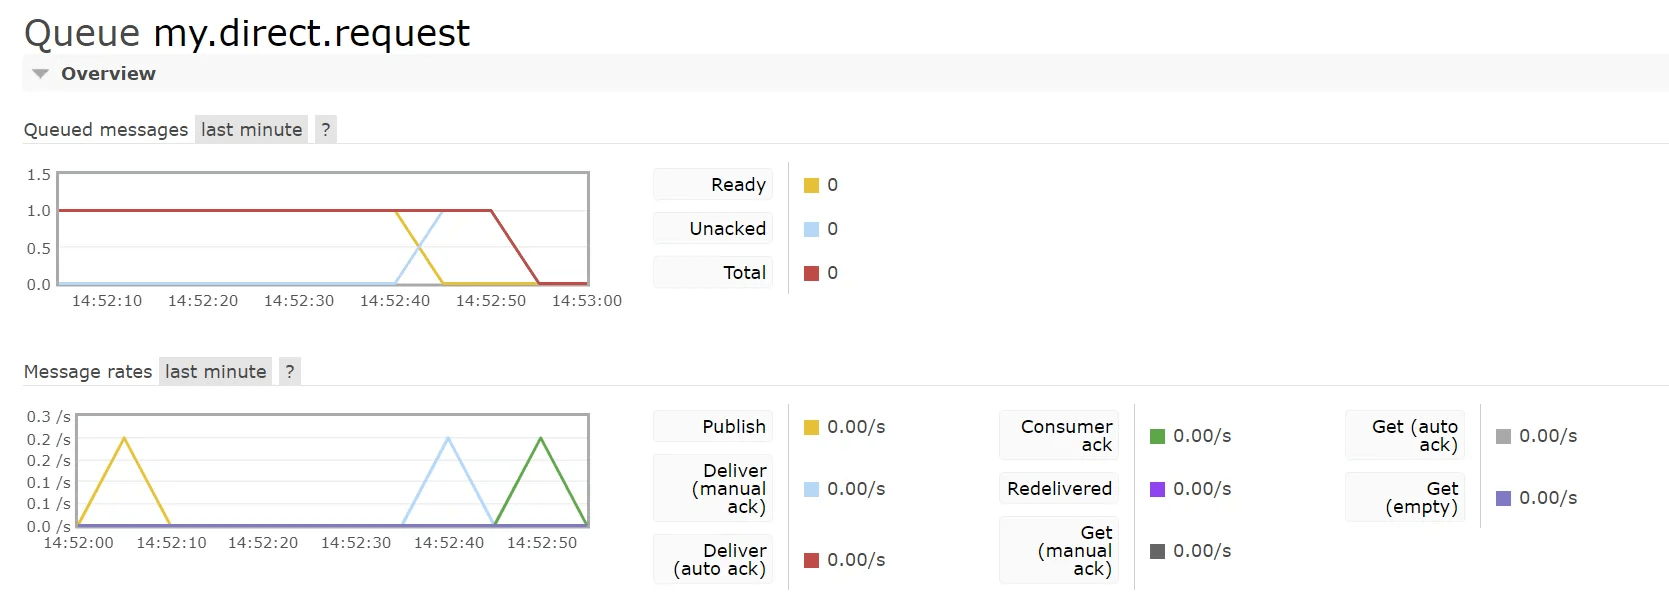 Queue my.direct.request
Overview
Queued messages last minute ?
1.5
1.0
0.5
0.0
14:52:10 14:52:20 14:52:30 14:52:40 14:52:50 14:53:00
Ready 0
Unacked 0
Total 0
Message rates last minute ?
0.3 /s
0.2 /s
0.2 /s
0.1 /s
0.1 /s
0.0 /s
14:52:00 14:52:10 14:52:20 14:52:30 14:52:40 14:52:50
Publish 0.00/s
Deliver
(manual 0.00/s
ack)
Deliver
(auto ack) 0.00/s
Consumer
ack 0.00/s
Redelivered 0.00/s
Get
(manual 0.00/s
ack)
Get (auto
ack) 0.00/s
Get
(empty) 0.00/s